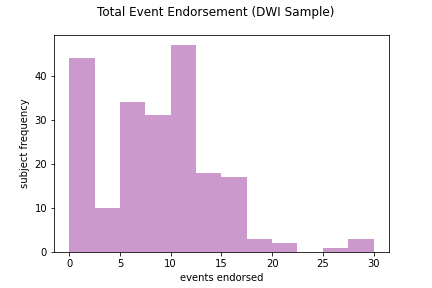 Total Event Endorsement (DWI Sample)
subject frequency
40
30
20
10
0
0 5 10 15 20 25 30
events endorsed